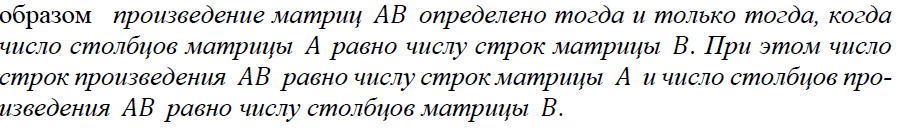 образом произведение матриц AB определено тогда и только тогда, когда
число столбцов матрицы A равно числу строк матрицы B. При этом число
строк произведения AB равно числу строк матрицы A и число столбцов про-
изведения AB равно числу столбцов матрицы B.